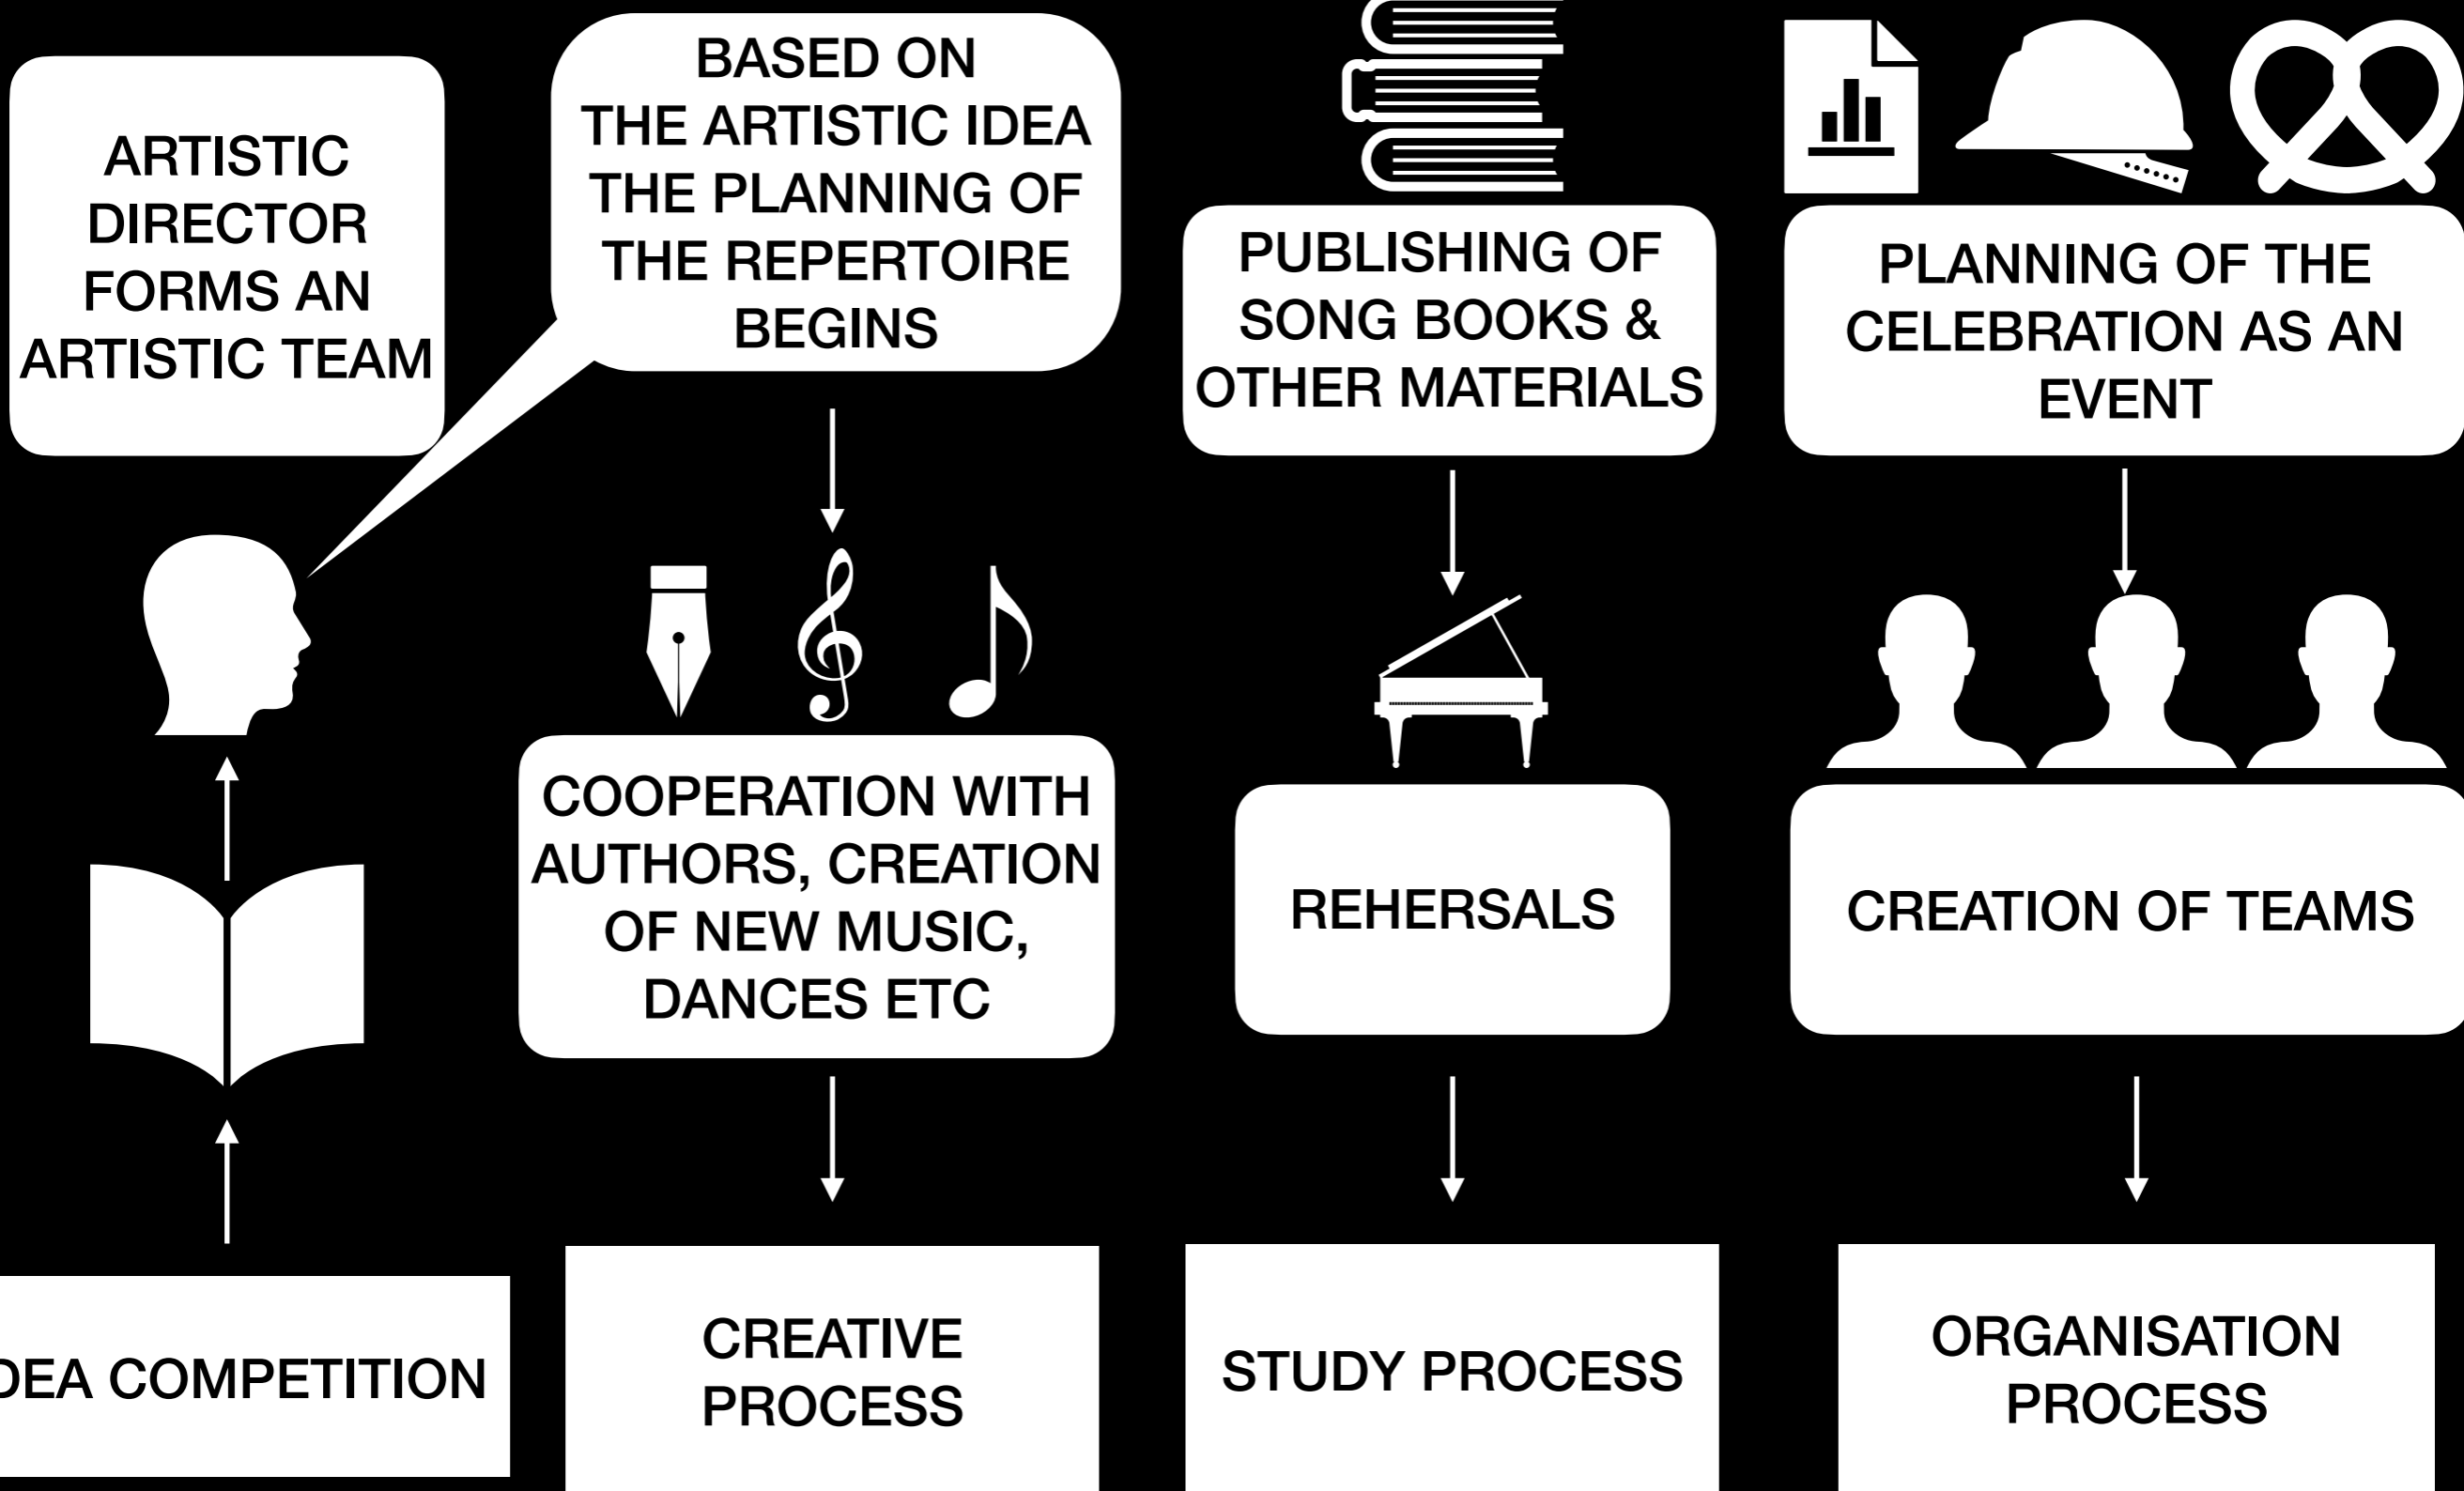 ARTISTIC
DIRECTOR
FORMS AN
ARTISTIC TEAM
BASED ON
THE ARTISTIC IDEA
THE PLANNING OF
THE REPERTOIRE
BEGINS
PUBLISHING OF
SONG BOOKS &
OTHER MATERIALS
PLANNING OF THE
CELEBRATION AS AN
EVENT
COOPERATION WITH
AUTHORS, CREATION
OF NEW MUSIC,
DANCES ETC
REHERSALS
CREATION OF TEAMS
DEA COMPETITION
CREATIVE
PROCESS
STUDY PROCESS
ORGANISATION
PROCESS